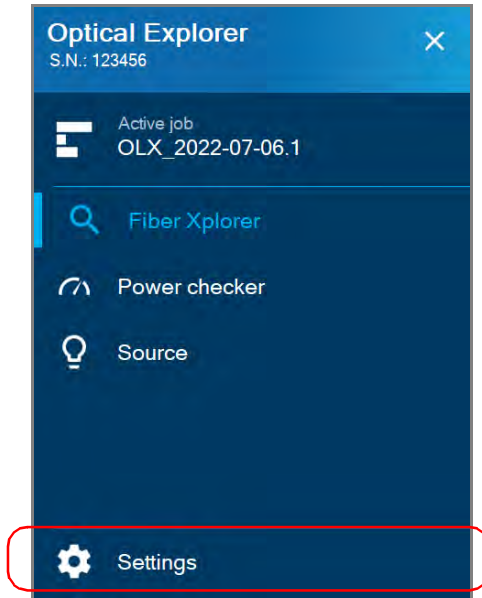 Optical Explorer
S.N.: 123456
Active job
OLX_2022-07-06.1
Fiber Xplorer
Power checker
Source
Settings